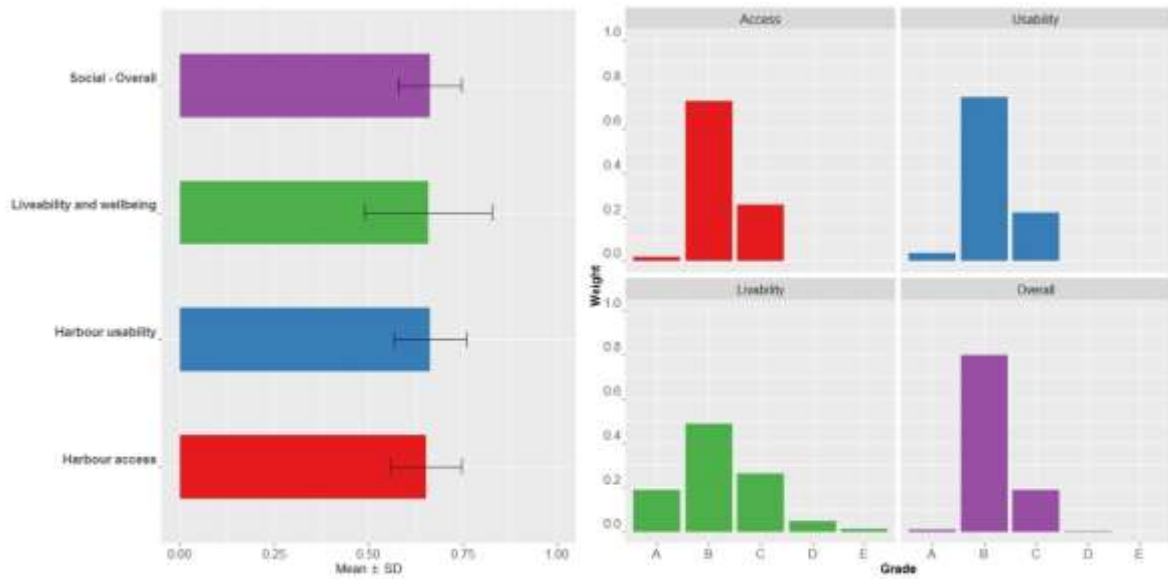 Social - Overall
Liveability and wellbeing
Harbour usability
Harbour access
0.00 0.25 0.50 0.75 1.00
Mean ± SD
Access Usability
1.0
0.8
0.6
0.4
0.2
0.0
Weight
Livability Overall
1.0
0.8
0.6
0.4
0.2
0.0
A B C D E A B C D E
Grade